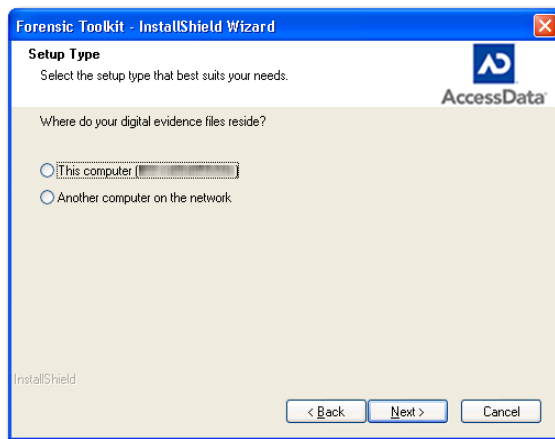 Forensic Toolkit - InstallShield Wizard
Setup Type
Select the setup type that best suits your needs.
AccessData
Where do your digital evidence files reside?
This computer (
)
Another computer on the network
InstallShield
< Back
Next >
Cancel